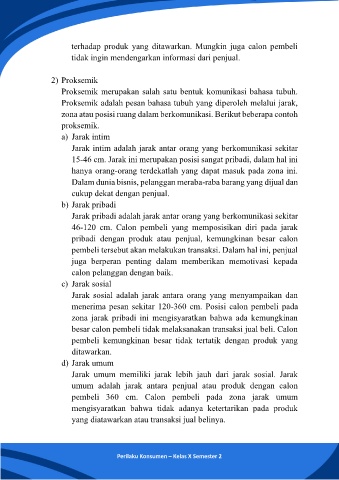 terhadap produk yang ditawarkan. Mungkin juga calon pembeli
tidak ingin mendengarkan informasi dari penjual.
2) Proksemik
Proksemik merupakan salah satu bentuk komunikasi bahasa tubuh.
Proksemik adalah pesan bahasa tubuh yang diperoleh melalui jarak,
zona atau posisi ruang dalam berkomunikasi. Berikut beberapa contoh
proksemik.
a) Jarak intim
Jarak intim adalah jarak antar orang yang berkomunikasi sekitar
15-46 cm. Jarak ini merupakan posisi sangat pribadi, dalam hal ini
hanya orang-orang terdekatlah yang dapat masuk pada zona ini.
Dalam dunia bisnis, pelanggan meraba-raba barang yang dijual dan
cukup dekat dengan penjual.
b) Jarak pribadi
Jarak pribadi adalah jarak antar orang yang berkomunikasi sekitar
46-120 cm. Calon pembeli yang memposisikan diri pada jarak
pribadi dengan produk atau penjual, kemungkinan besar calon
pembeli tersebut akan melakukan transaksi. Dalam hal ini, penjual
juga berperan penting dalam memberikan memotivasi kepada
calon pelanggan dengan baik.
c) Jarak sosial
Jarak sosial adalah jarak antara orang yang menyampaikan dan
menerima pesan sekitar 120-360 cm. Posisi calon pembeli pada
zona jarak pribadi ini mengisyaratkan bahwa ada kemungkinan
besar calon pembeli tidak melaksanakan transaksi jual beli. Calon
pembeli kemungkinan besar tidak tertatik dengan produk yang
ditawarkan.
d) Jarak umum
Jarak umum memiliki jarak lebih jauh dari jarak sosial. Jarak
umum adalah jarak antara penjual atau produk dengan calon
pembeli 360 cm. Calon pembeli pada zona jarak umum
mengisyaratkan bahwa tidak adanya ketertarikan pada produk
yang diatawarkan atau transaksi jual belinya.
Perilaku Konsumen – Kelas X Semester 2